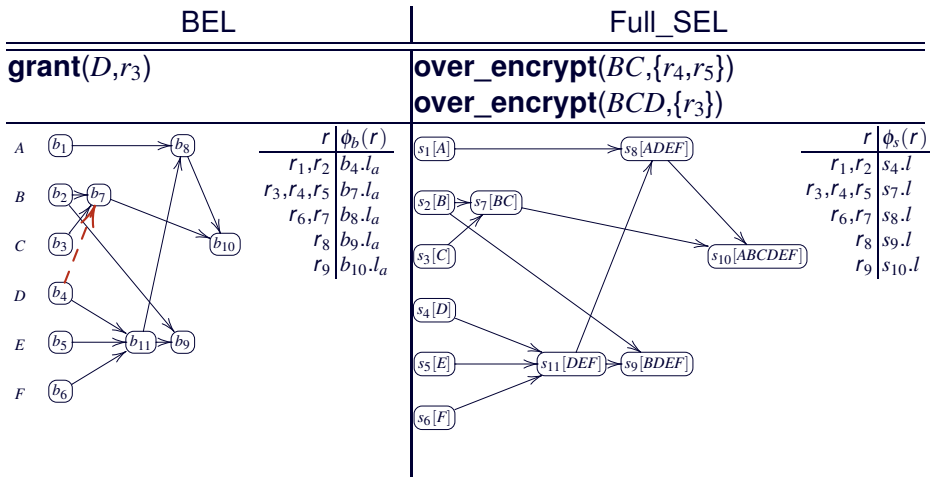 BEL Full_SEL
grant(D,r3) over_encrypt(BC,{r4,r5})
over_encrypt(BCD,{r3})
A b1 b8 r ϕb(r)
r1,r2 b4.la
B b2 b7 r3,r4,r5 b7.la
r6,r7 b8.la
C b3 b10 r8 b9.la
r9 b10.la
D b4
E b5 b11 b9
F b6
s1[A] s8[ADEF] r ϕs(r)
r1,r2 s4.l
s2[B] s7[BC] r3,r4,r5 s7.l
r6,r7 s8.l
s3[C] s10[ABCDEF] r8 s9.l
r9 s10.l
s4[D]
s5[E] s11[DEF] s9[BDEF]
s6[F]